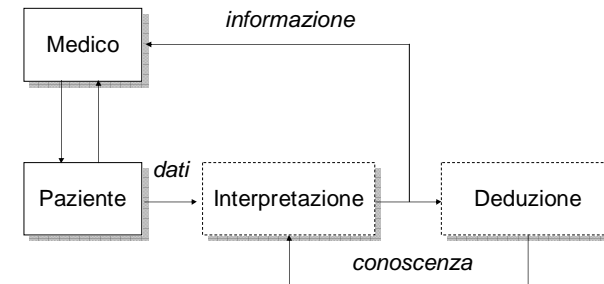 informazione
Medico
dati
Paziente
Interpretazione
Deduzione
conoscenza